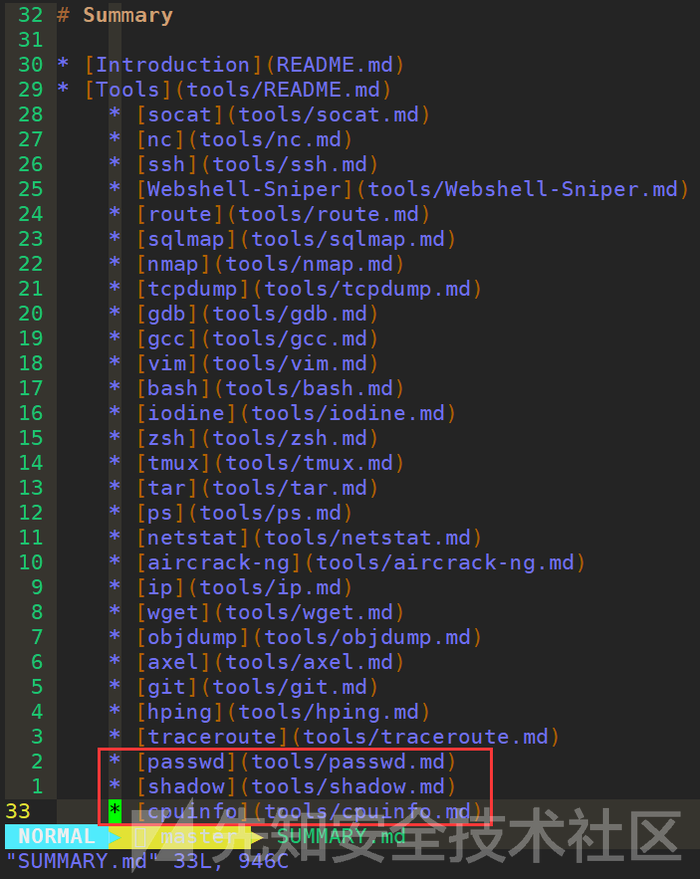 32 # Summary
31
30 * [Introduction](README.md)
29 * [Tools](tools/README.md)
28     * [socat](tools/socat.md)
27     * [nc](tools/nc.md)
26     * [ssh](tools/ssh.md)
25     * [Webshell-Sniper](tools/Webshell-Sniper.md)
24     * [route](tools/route.md)
23     * [sqlmap](tools/sqlmap.md)
22     * [nmap](tools/nmap.md)
21     * [tcpdump](tools/tcpdump.md)
20     * [gdb](tools/gdb.md)
19     * [gcc](tools/gcc.md)
18     * [vim](tools/vim.md)
17     * [bash](tools/bash.md)
16     * [iodine](tools/iodine.md)
15     * [zsh](tools/zsh.md)
14     * [tmux](tools/tmux.md)
13     * [tar](tools/tar.md)
12     * [ps](tools/ps.md)
11     * [netstat](tools/netstat.md)
10     * [aircrack-ng](tools/aircrack-ng.md)
9     * [ip](tools/ip.md)
8     * [wget](tools/wget.md)
7     * [objdump](tools/objdump.md)
6     * [axel](tools/axel.md)
5     * [git](tools/git.md)
4     * [hping](tools/hping.md)
3     * [traceroute](tools/traceroute.md)
2     * [passwd](tools/passwd.md)
1     * [shadow](tools/shadow.md)
33     * [cpuinfo](tools/cpuinfo.md)
NORMAL master SUMMARY.md
"SUMMARY.md" 33L, 946C
先知安全技术社区